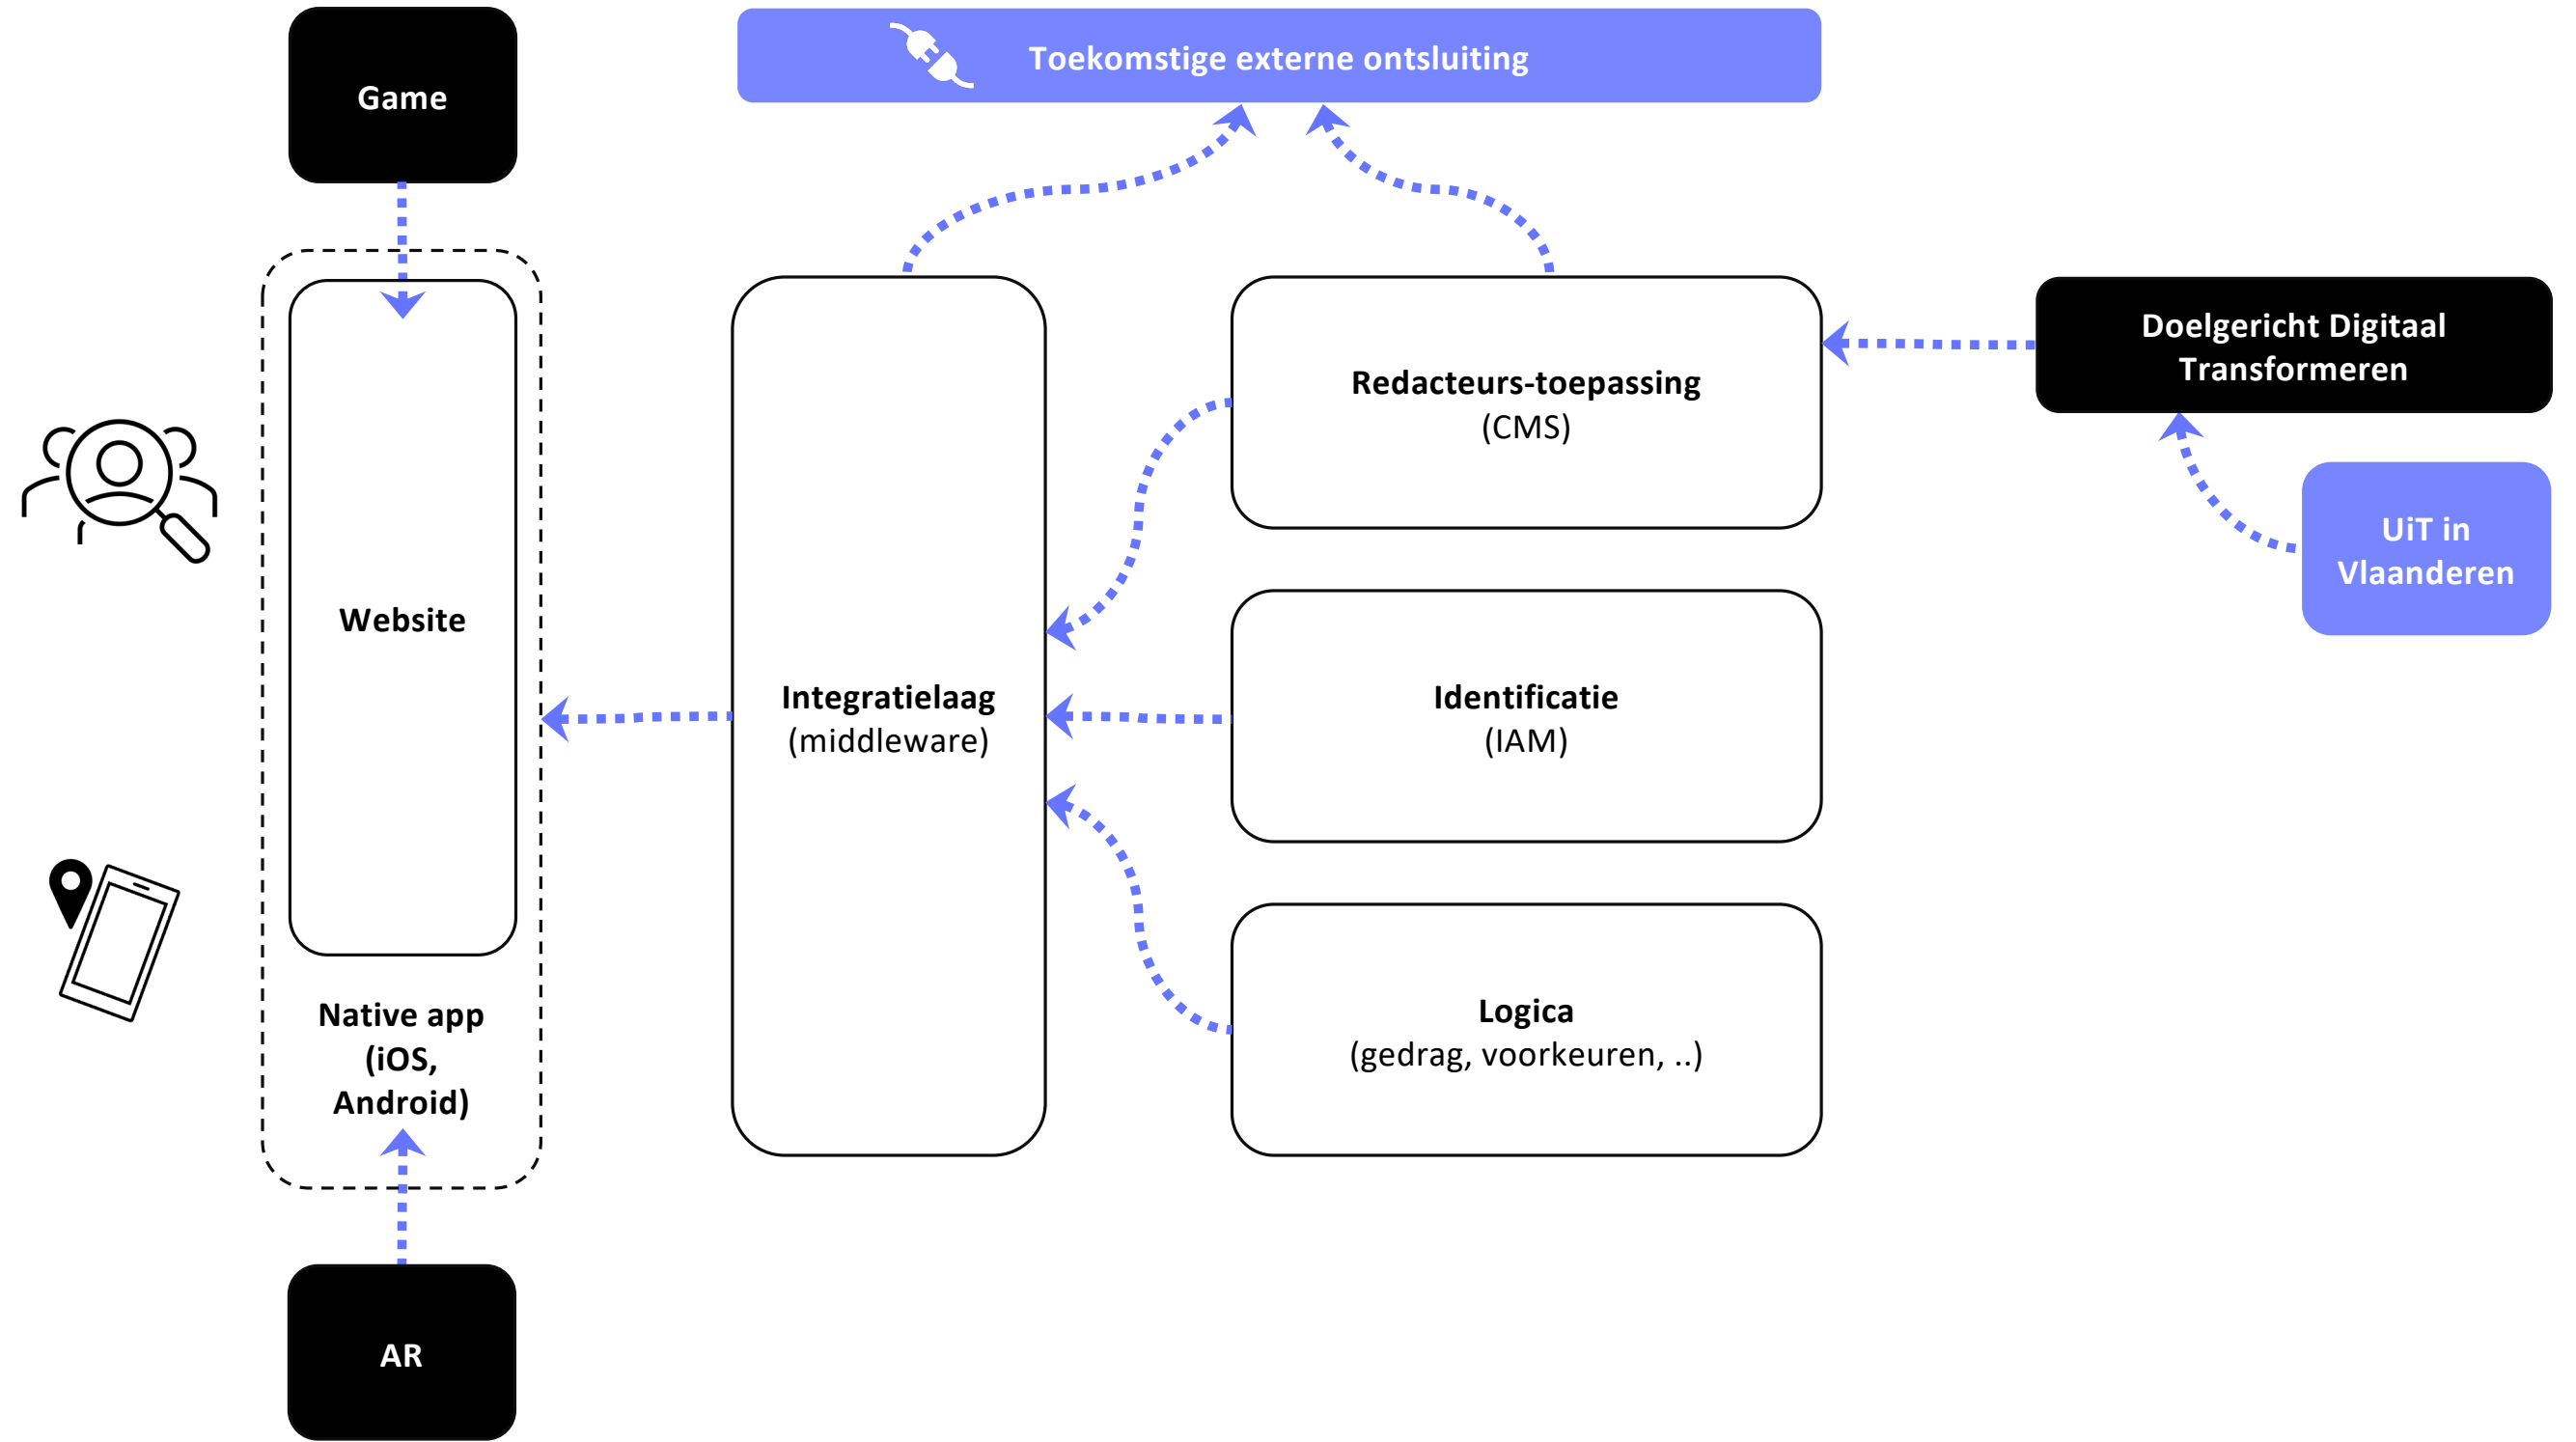 Game
Toekomstige externe ontsluiting
Website
Native app
(iOS,
Android)
AR
Integratielaag
(middleware)
Redacteurs-toepassing
(CMS)
Identificatie
(IAM)
Logica
(gedrag, voorkeuren, ..)
Doelgericht Digitaal
Transformeren
UiT in
Vlaanderen